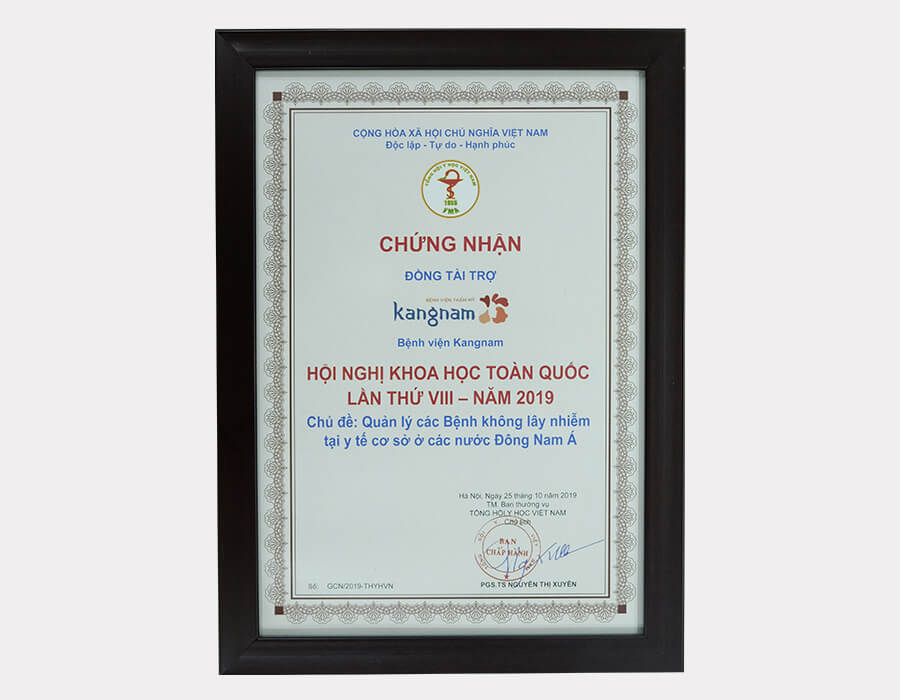 CỘNG HÒA XÃ HỘI CHỦ NGHĨA VIỆT NAM
Độc lập - Tự do - Hạnh phúc
TỔNG HỘI Y HỌC VIỆT NAM
1955
VMA
CHỨNG NHẬN
ĐỒNG TÀI TRỢ
BỆNH VIỆN THẨM MỸ
kangnam
Bệnh viện Kangnam
HỘI NGHỊ KHOA HỌC TOÀN QUỐC
LẦN THỨ VIII – NĂM 2019
Chủ đề: Quản lý các Bệnh không lây nhiễm
tại y tế cơ sở ở các nước Đông Nam Á
Hà Nội, Ngày 25 tháng 10 năm 2019
TM. Ban thường vụ
TỔNG HỘI Y HỌC VIỆT NAM
Chủ tịch
BAN
CHẤP HÀNH
Số: GCN/2019-THYHVN
PGS.TS NGUYỄN THỊ XUYÊN